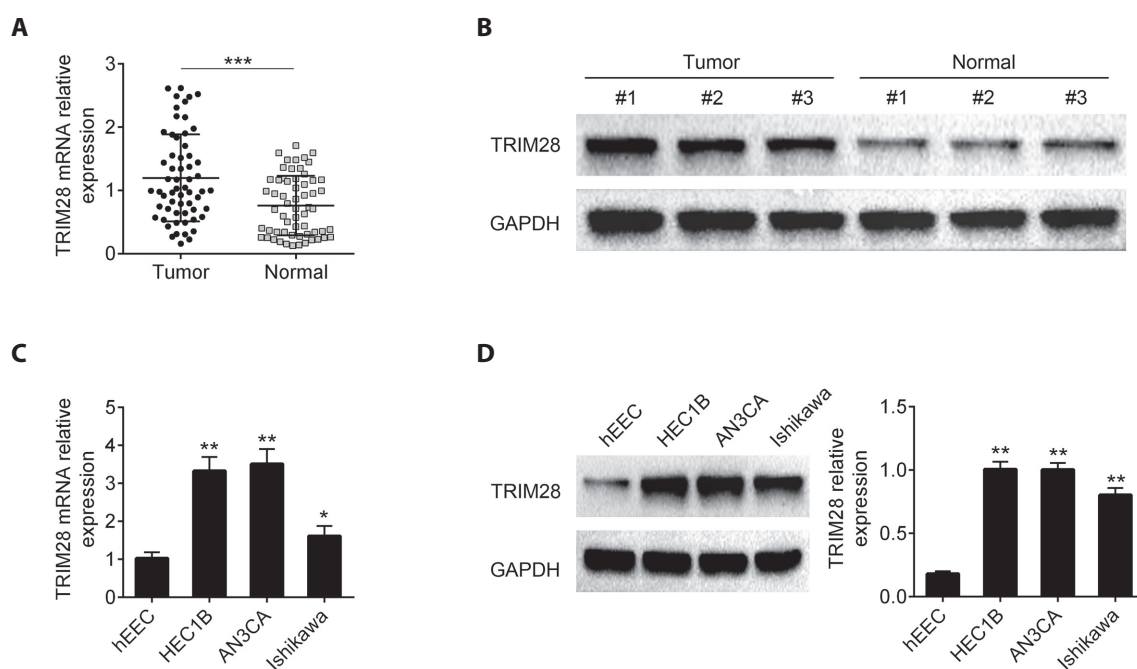 A
TRIM28 mRNA relative
expression
3
2
1
0
***
Tumor
Normal
B
Tumor
Normal
#1 #2 #3 #1 #2 #3
TRIM28
GAPDH
C
TRIM28 mRNA relative
expression
5
4
3
2
1
0
**
**
*
hEEC
HEC1B
AN3CA
Ishikawa
D
hEEC
HEC1B
AN3CA
Ishikawa
TRIM28
GAPDH
TRIM28 relative
expression
1.5
1.0
0.5
0.0
**
**
**
hEEC
HEC1B
AN3CA
Ishikawa